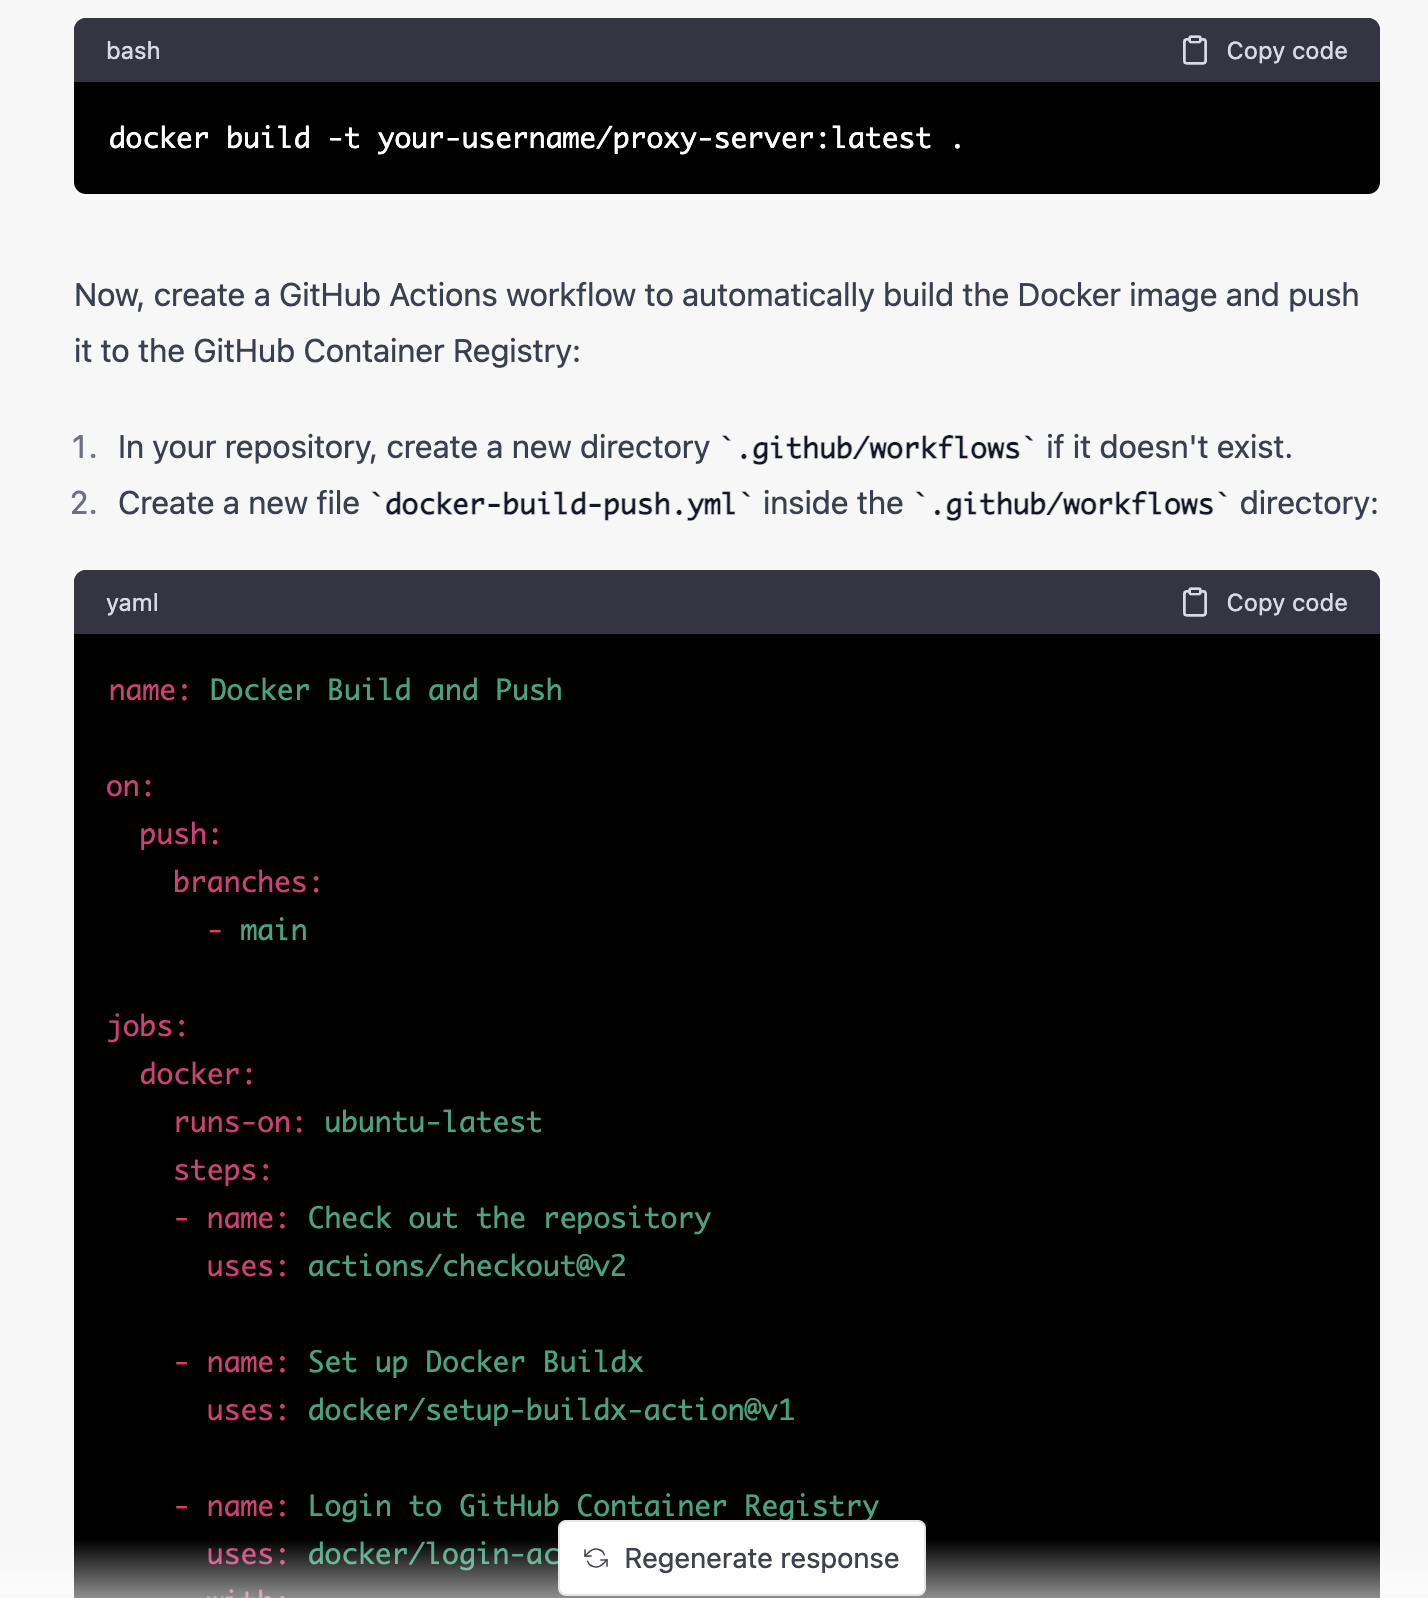 bash
Copy code
docker build -t your-username/proxy-server:latest .
Now, create a GitHub Actions workflow to automatically build the Docker image and push
it to the GitHub Container Registry:
1. In your repository, create a new directory `.github/workflows` if it doesn't exist.
2. Create a new file `docker-build-push.yml` inside the `.github/workflows` directory:
yaml
Copy code
name: Docker Build and Push
on:
  push:
    branches:
      - main
jobs:
  docker:
    runs-on: ubuntu-latest
    steps:
    - name: Check out the repository
      uses: actions/checkout@v2
    - name: Set up Docker Buildx
      uses: docker/setup-buildx-action@v1
    - name: Login to GitHub Container Registry
      uses: docker/login-ac
Regenerate response
      with: